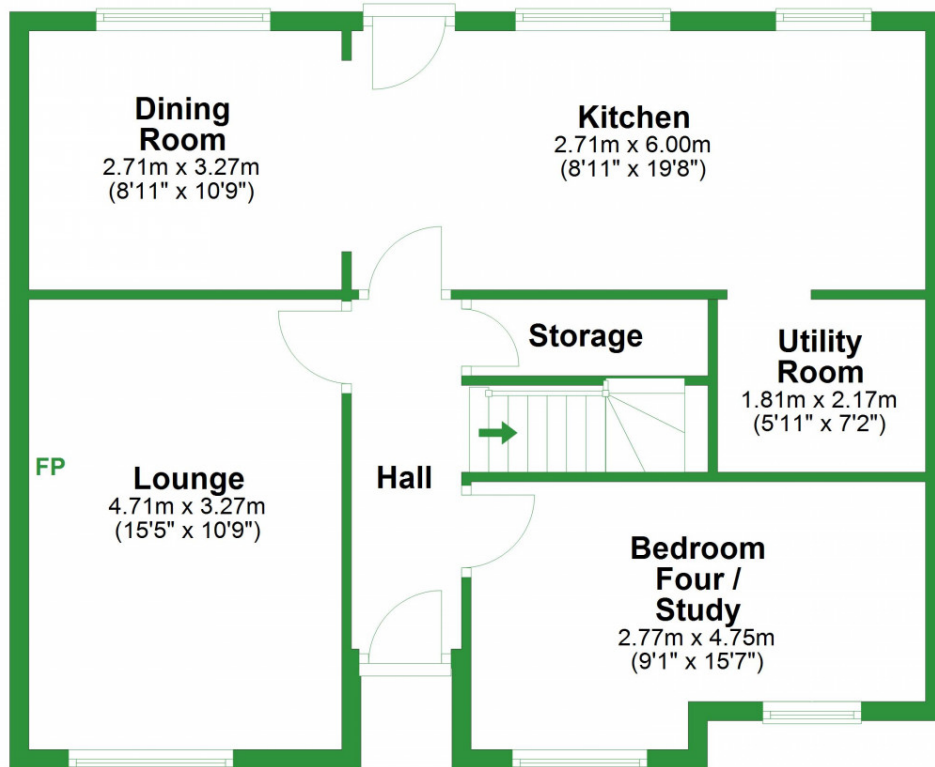 Dining
Room
2.71m x 3.27m
(8'11" x 10'9")
Kitchen
2.71m x 6.00m
(8'11" x 19'8")
Storage
Utility
Room
1.81m x 2.17m
(5'11" x 7'2")
FP
Lounge
4.71m x 3.27m
(15'5" x 10'9")
Hall
Bedroom
Four /
Study
2.77m x 4.75m
(9'1" x 15'7")